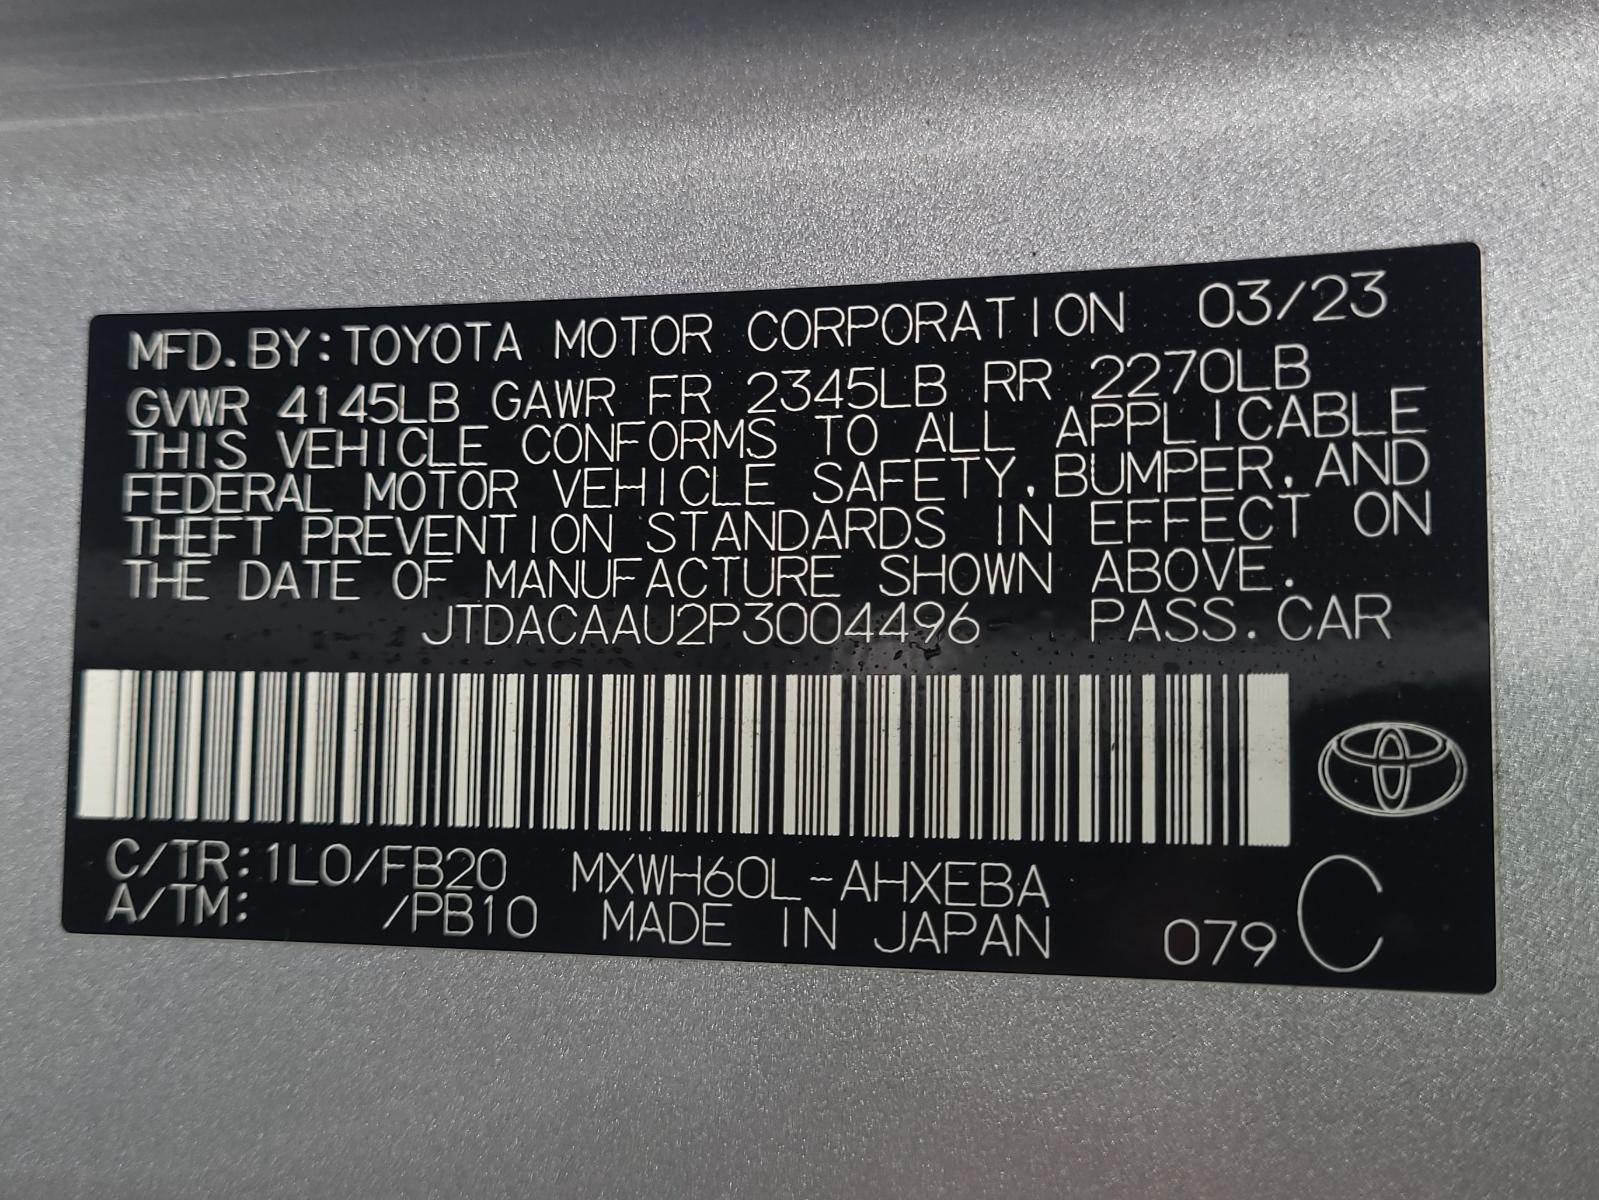 MFD. BY: TOYOTA MOTOR CORPORATION 03/23
GVWR 4145LB GAWR FR 2345LB RR 2270LB
THIS VEHICLE CONFORMS TO ALL APPLICABLE
FEDERAL MOTOR VEHICLE SAFETY, BUMPER, AND
THEFT PREVENTION STANDARDS IN EFFECT ON
THE DATE OF MANUFACTURE SHOWN ABOVE.
JTDACAAU2P3004496 PASS. CAR
C/TR: 1L0/FB20 MXWH60L-AHXEBA
A/TM: /PB10 MADE IN JAPAN 079 C